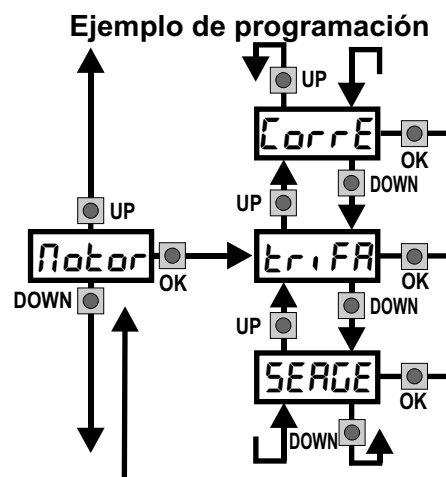 Ejemplo de programación
UP
CorrE
OK
DOWN
UP
UP
Motor
OK
triFA
OK
DOWN
DOWN
UP
SEAGE
OK
DOWN